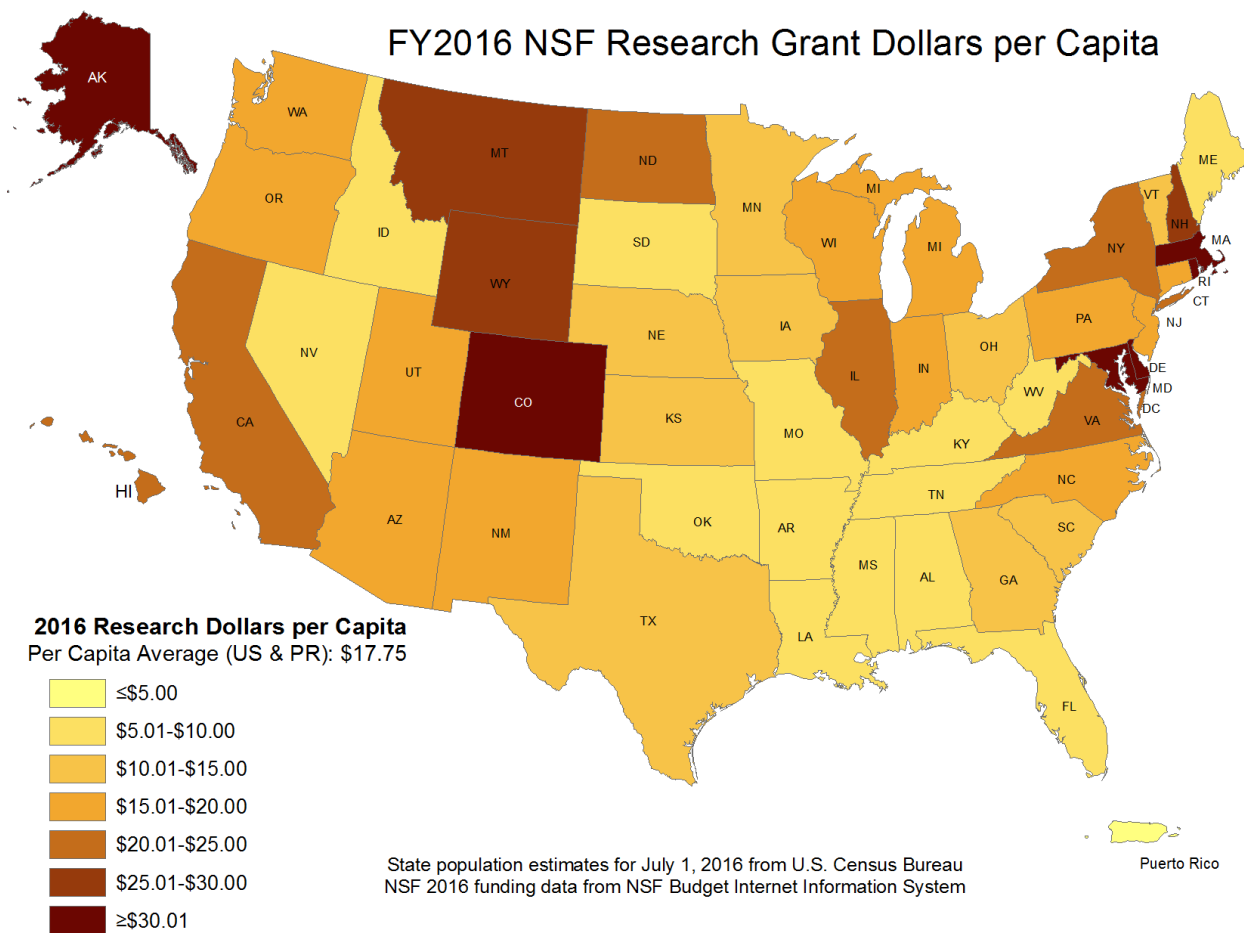 FY2016 NSF Research Grant Dollars per Capita
AK
WA
MT
ND
MN
ME
MI
VT
OR
ID
SD
WI
MI
NY
NH
MA
WY
RI
CT
NV
UT
NE
IA
PA
NJ
OH
IL
IN
DE
MD
DC
CO
WV
CA
KS
MO
VA
KY
HI
NC
AZ
NM
OK
TN
AR
SC
MS
AL
GA
TX
LA
FL
2016 Research Dollars per Capita
Per Capita Average (US & PR): $17.75
≤$5.00
$5.01-$10.00
$10.01-$15.00
$15.01-$20.00
$20.01-$25.00
$25.01-$30.00
≥$30.01
State population estimates for July 1, 2016 from U.S. Census Bureau
NSF 2016 funding data from NSF Budget Internet Information System
Puerto Rico